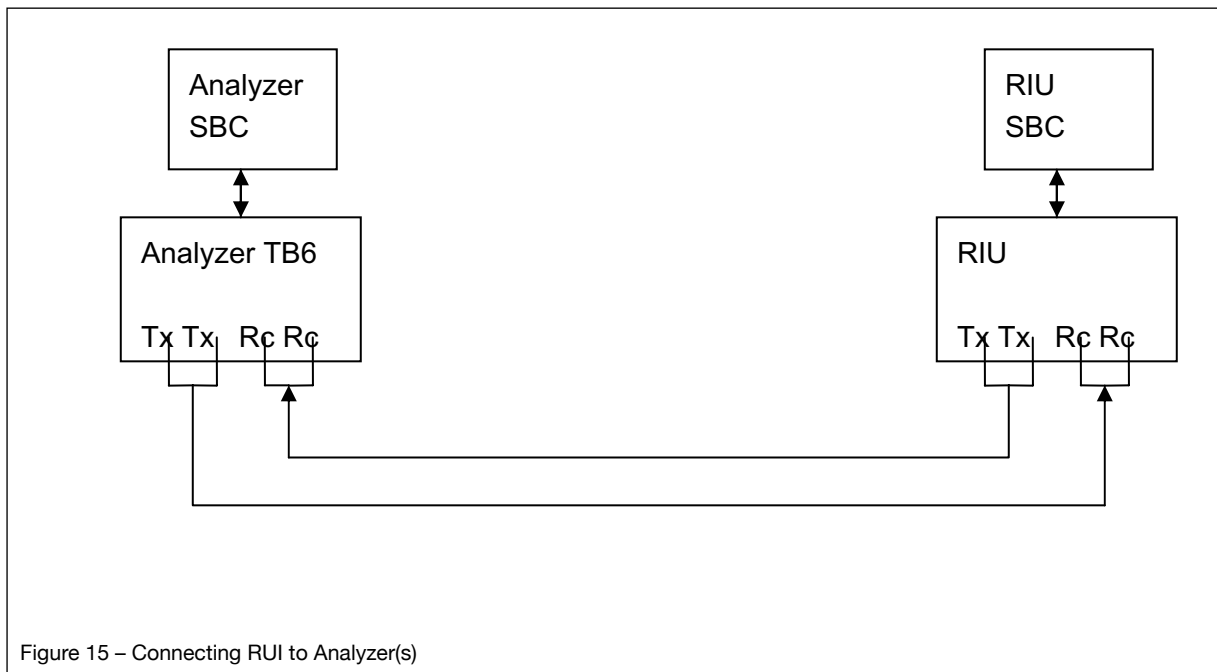 Analyzer
SBC
RIU
SBC
Analyzer TB6
Tx Tx Rc Rc
RIU
Tx Tx Rc Rc
Figure 15 – Connecting RUI to Analyzer(s)